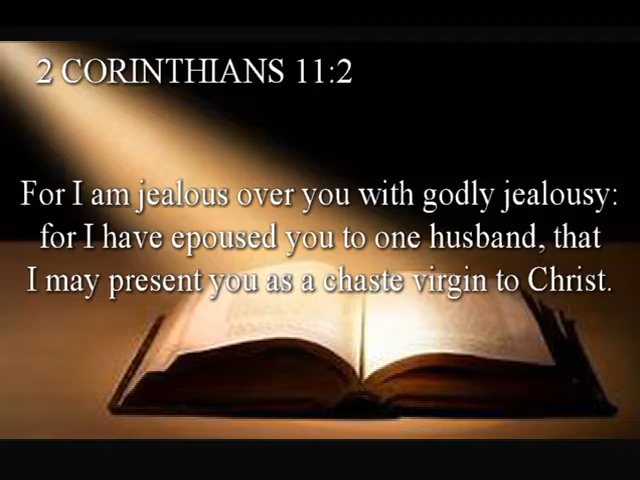 2 CORINTHIANS 11:2
For I am jealous over you with godly jealousy:
for I have epoused you to one husband, that
I may present you as a chaste virgin to Christ.